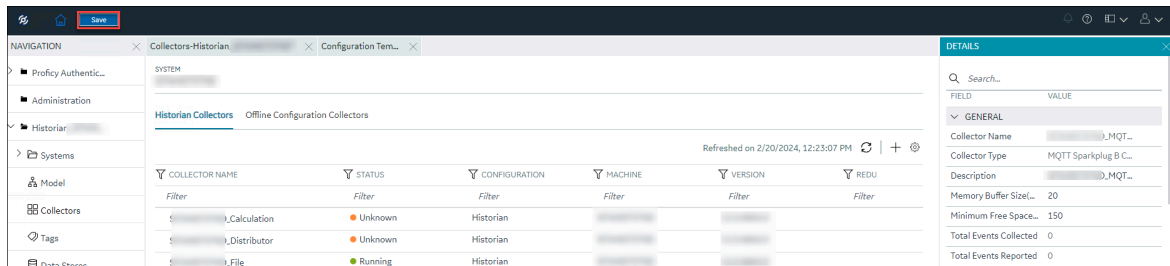 Save
NAVIGATION
Proficy Authentic...
Administration
Historian
Systems
Model
Collectors
Tags
Data Stores
Collectors-Historian
Configuration Tem...
SYSTEM
Historian Collectors
Offline Configuration Collectors
Refreshed on 2/20/2024, 12:23:07 PM
COLLECTOR NAME STATUS CONFIGURATION MACHINE VERSION REDU
Filter Filter Filter Filter Filter Filter
_Calculation Unknown Historian
_Distributor Unknown Historian
_File Running Historian
DETAILS
Search...
FIELD VALUE
GENERAL
Collector Name _MQT...
Collector Type MQTT Sparkplug B C...
Description _MQT...
Memory Buffer Size(... 20
Minimum Free Space... 150
Total Events Collected 0
Total Events Reported 0